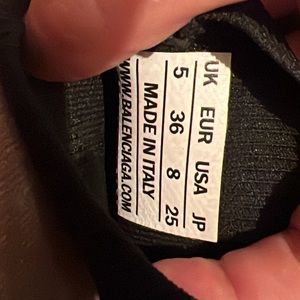 UK EUR USA JP
5 36 8 25
MADE IN ITALY
WWW.BALENCIAGA.COM